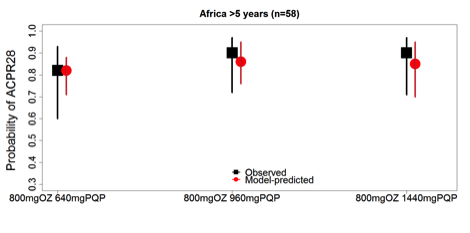 Africa >5 years (n=58)
Probability of ACPR28
1.0
0.9
0.8
0.7
0.6
0.5
0.4
0.3
Observed
Model-predicted
800mgOZ 640mgPQP
800mgOZ 960mgPQP
800mgOZ 1440mgPQP